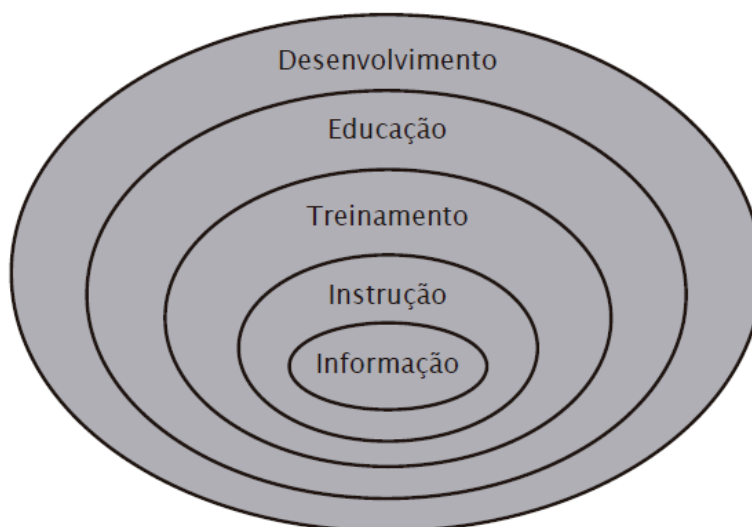 Desenvolvimento
Educação
Treinamento
Instrução
Informação